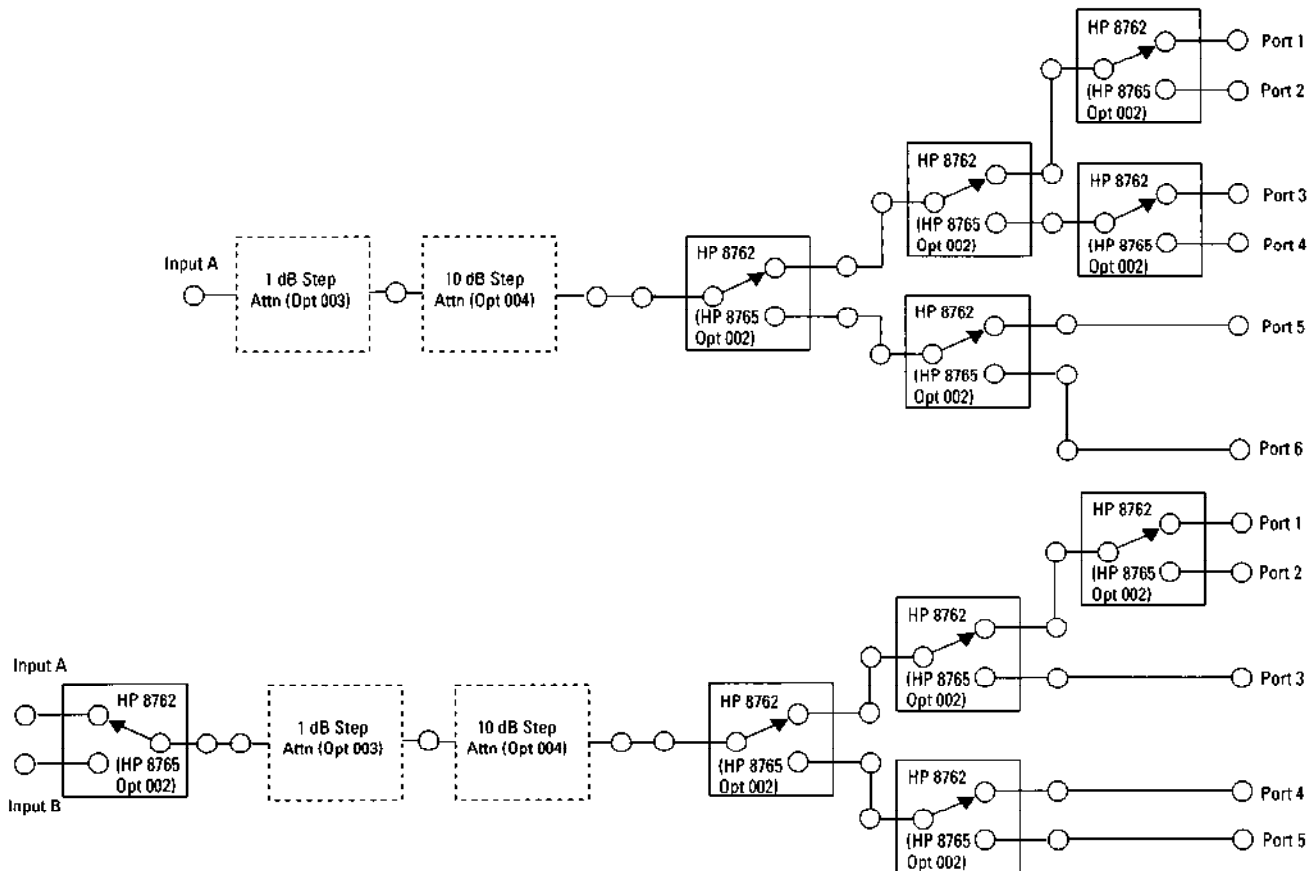 HP 8762
(HP 8765
Opt 002)
Port 1
Port 2
HP 8762
(HP 8765
Opt 002)
HP 8762
(HP 8765
Opt 002)
Port 3
Port 4
Input A
1 dB Step
Attn (Opt 003)
10 dB Step
Attn (Opt 004)
HP 8762
(HP 8765
Opt 002)
HP 8762
(HP 8765
Opt 002)
Port 5
Port 6
HP 8762
(HP 8765
Opt 002)
Port 1
Port 2
HP 8762
(HP 8765
Opt 002)
Port 3
Input A
HP 8762
(HP 8765
Opt 002)
Input B
1 dB Step
Attn (Opt 003)
10 dB Step
Attn (Opt 004)
HP 8762
(HP 8765
Opt 002)
HP 8762
(HP 8765
Opt 002)
Port 4
Port 5